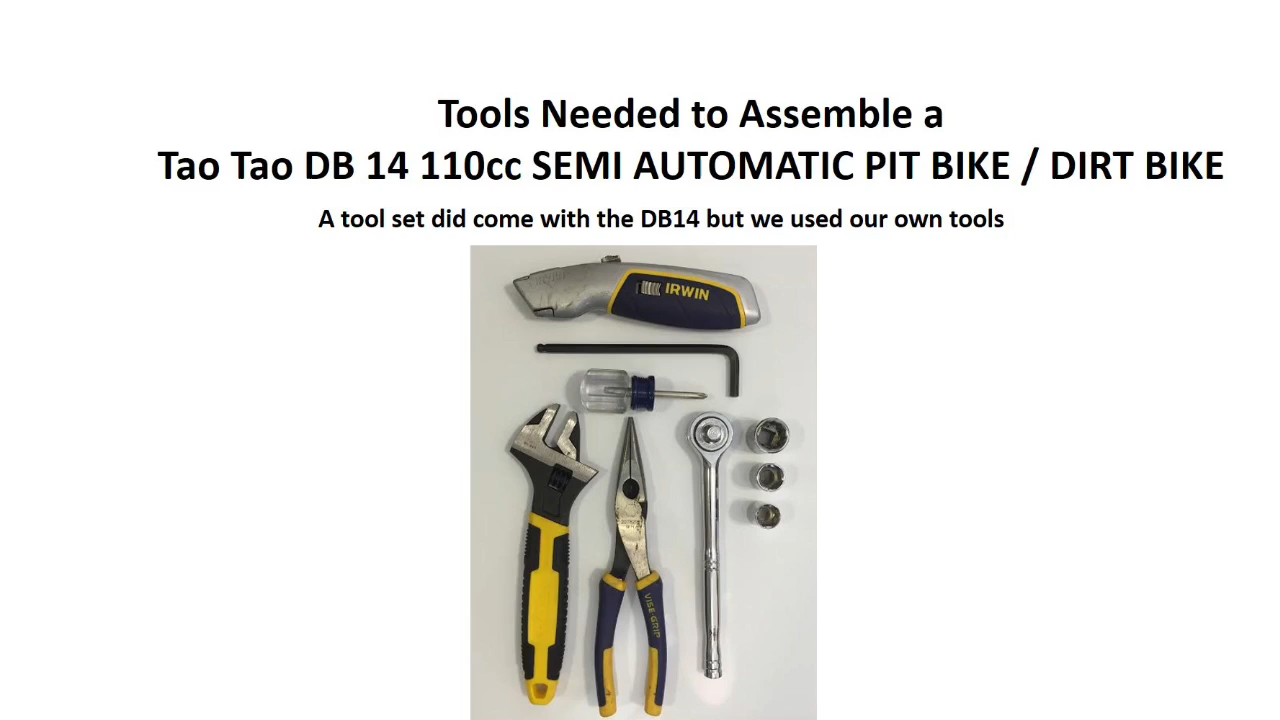 Tools Needed to Assemble a
Tao Tao DB 14 110cc SEMI AUTOMATIC PIT BIKE / DIRT BIKE
A tool set did come with the DB14 but we used our own tools
IRWIN
VISE-GRIP